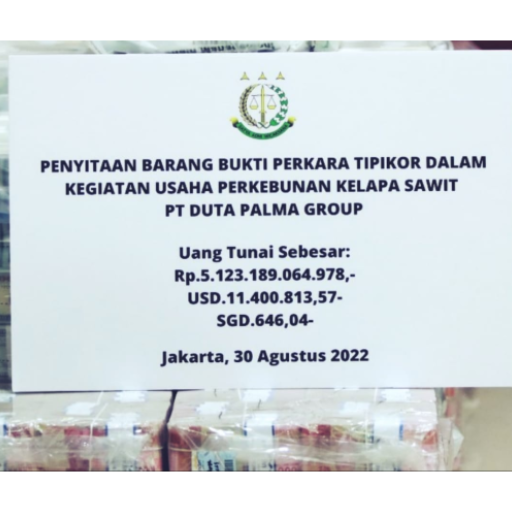 PENYITAAN BARANG BUKTI PERKARA TIPIKOR DALAM
KEGIATAN USAHA PERKEBUNAN KELAPA SAWIT
PT DUTA PALMA GROUP
Uang Tunai Sebesar:
Rp.5.123.189.064.978,-
USD.11.400.813,57-
SGD.646,04-
Jakarta, 30 Agustus 2022